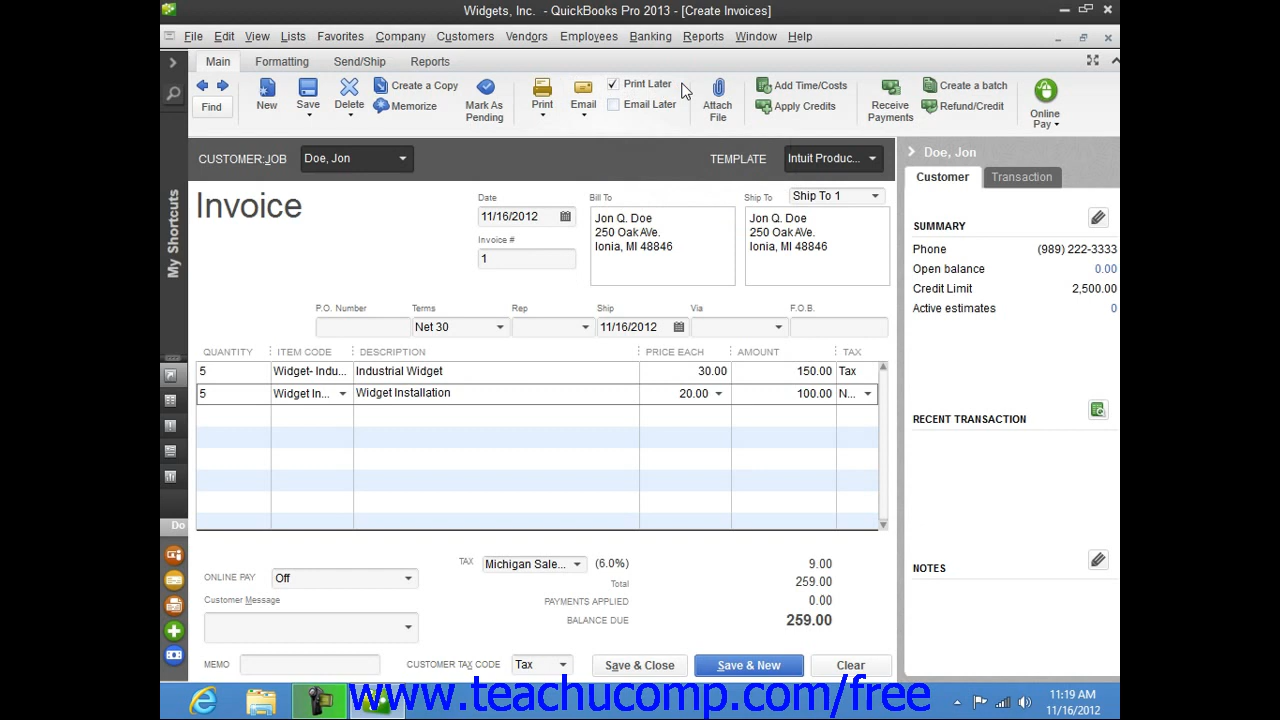 Widgets, Inc. - QuickBooks Pro 2013 - [Create Invoices]
File Edit View Lists Favorites Company Customers Vendors Employees Banking Reports Window Help
Main Formatting Send/Ship Reports
Find
New
Save
Delete
Create a Copy
Memorize
Mark As
Pending
Print
Email
Print Later
Email Later
Attach
File
Add Time/Costs
Apply Credits
Receive
Payments
Create a batch
Refund/Credit
Online
Pay
My Shortcuts
Do
CUSTOMER:JOB Doe, Jon TEMPLATE Intuit Produc...
Invoice
Date
11/16/2012
Invoice #
1
Bill To
Jon Q. Doe
250 Oak AVe.
Ionia, MI 48846
Ship To Ship To 1
Jon Q. Doe
250 Oak AVe.
Ionia, MI 48846
P.O. Number Terms Rep Ship Via F.O.B.
Net 30 11/16/2012
QUANTITY ITEM CODE DESCRIPTION PRICE EACH AMOUNT TAX
5 Widget- Indu... Industrial Widget 30.00 150.00 Tax
5 Widget In... Widget Installation 20.00 100.00 N...
TAX Michigan Sale... (6.0%) 9.00
Total 259.00
PAYMENTS APPLIED 0.00
BALANCE DUE 259.00
ONLINE PAY Off
Customer Message
MEMO
CUSTOMER TAX CODE Tax
Save & Close Save & New Clear
Doe, Jon
Customer Transaction
SUMMARY
Phone (989) 222-3333
Open balance 0.00
Credit Limit 2,500.00
Active estimates 0
RECENT TRANSACTION
NOTES
www.teachucomp.com/free
11:19 AM
11/16/2012